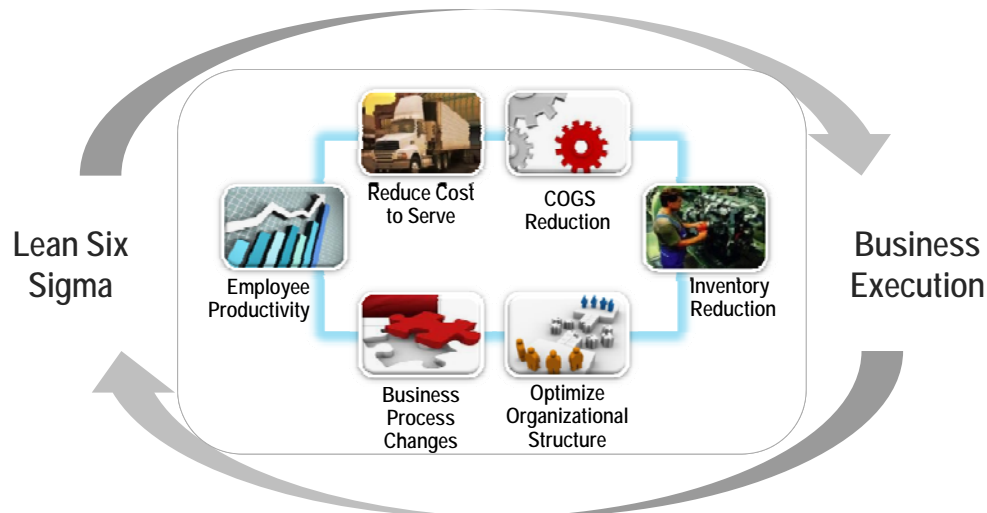 Reduce Cost
to Serve
COGS
Reduction
Lean Six
Sigma
Employee
Productivity
Inventory
Reduction
Business
Execution
Business
Process
Changes
Optimize
Organizational
Structure